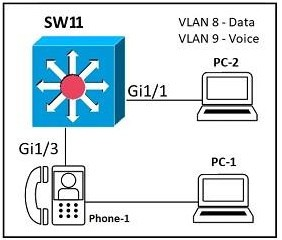 SW11
VLAN 8 - Data
VLAN 9 - Voice
PC-2
Gi1/1
Gi1/3
PC-1
Phone-1